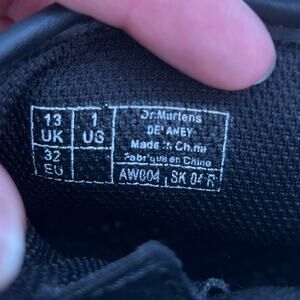 13 UK
1 US
32 EU
Dr.Martens
DELANEY
Made in China
Fabriqué en Chine
AW004
SK 04 R